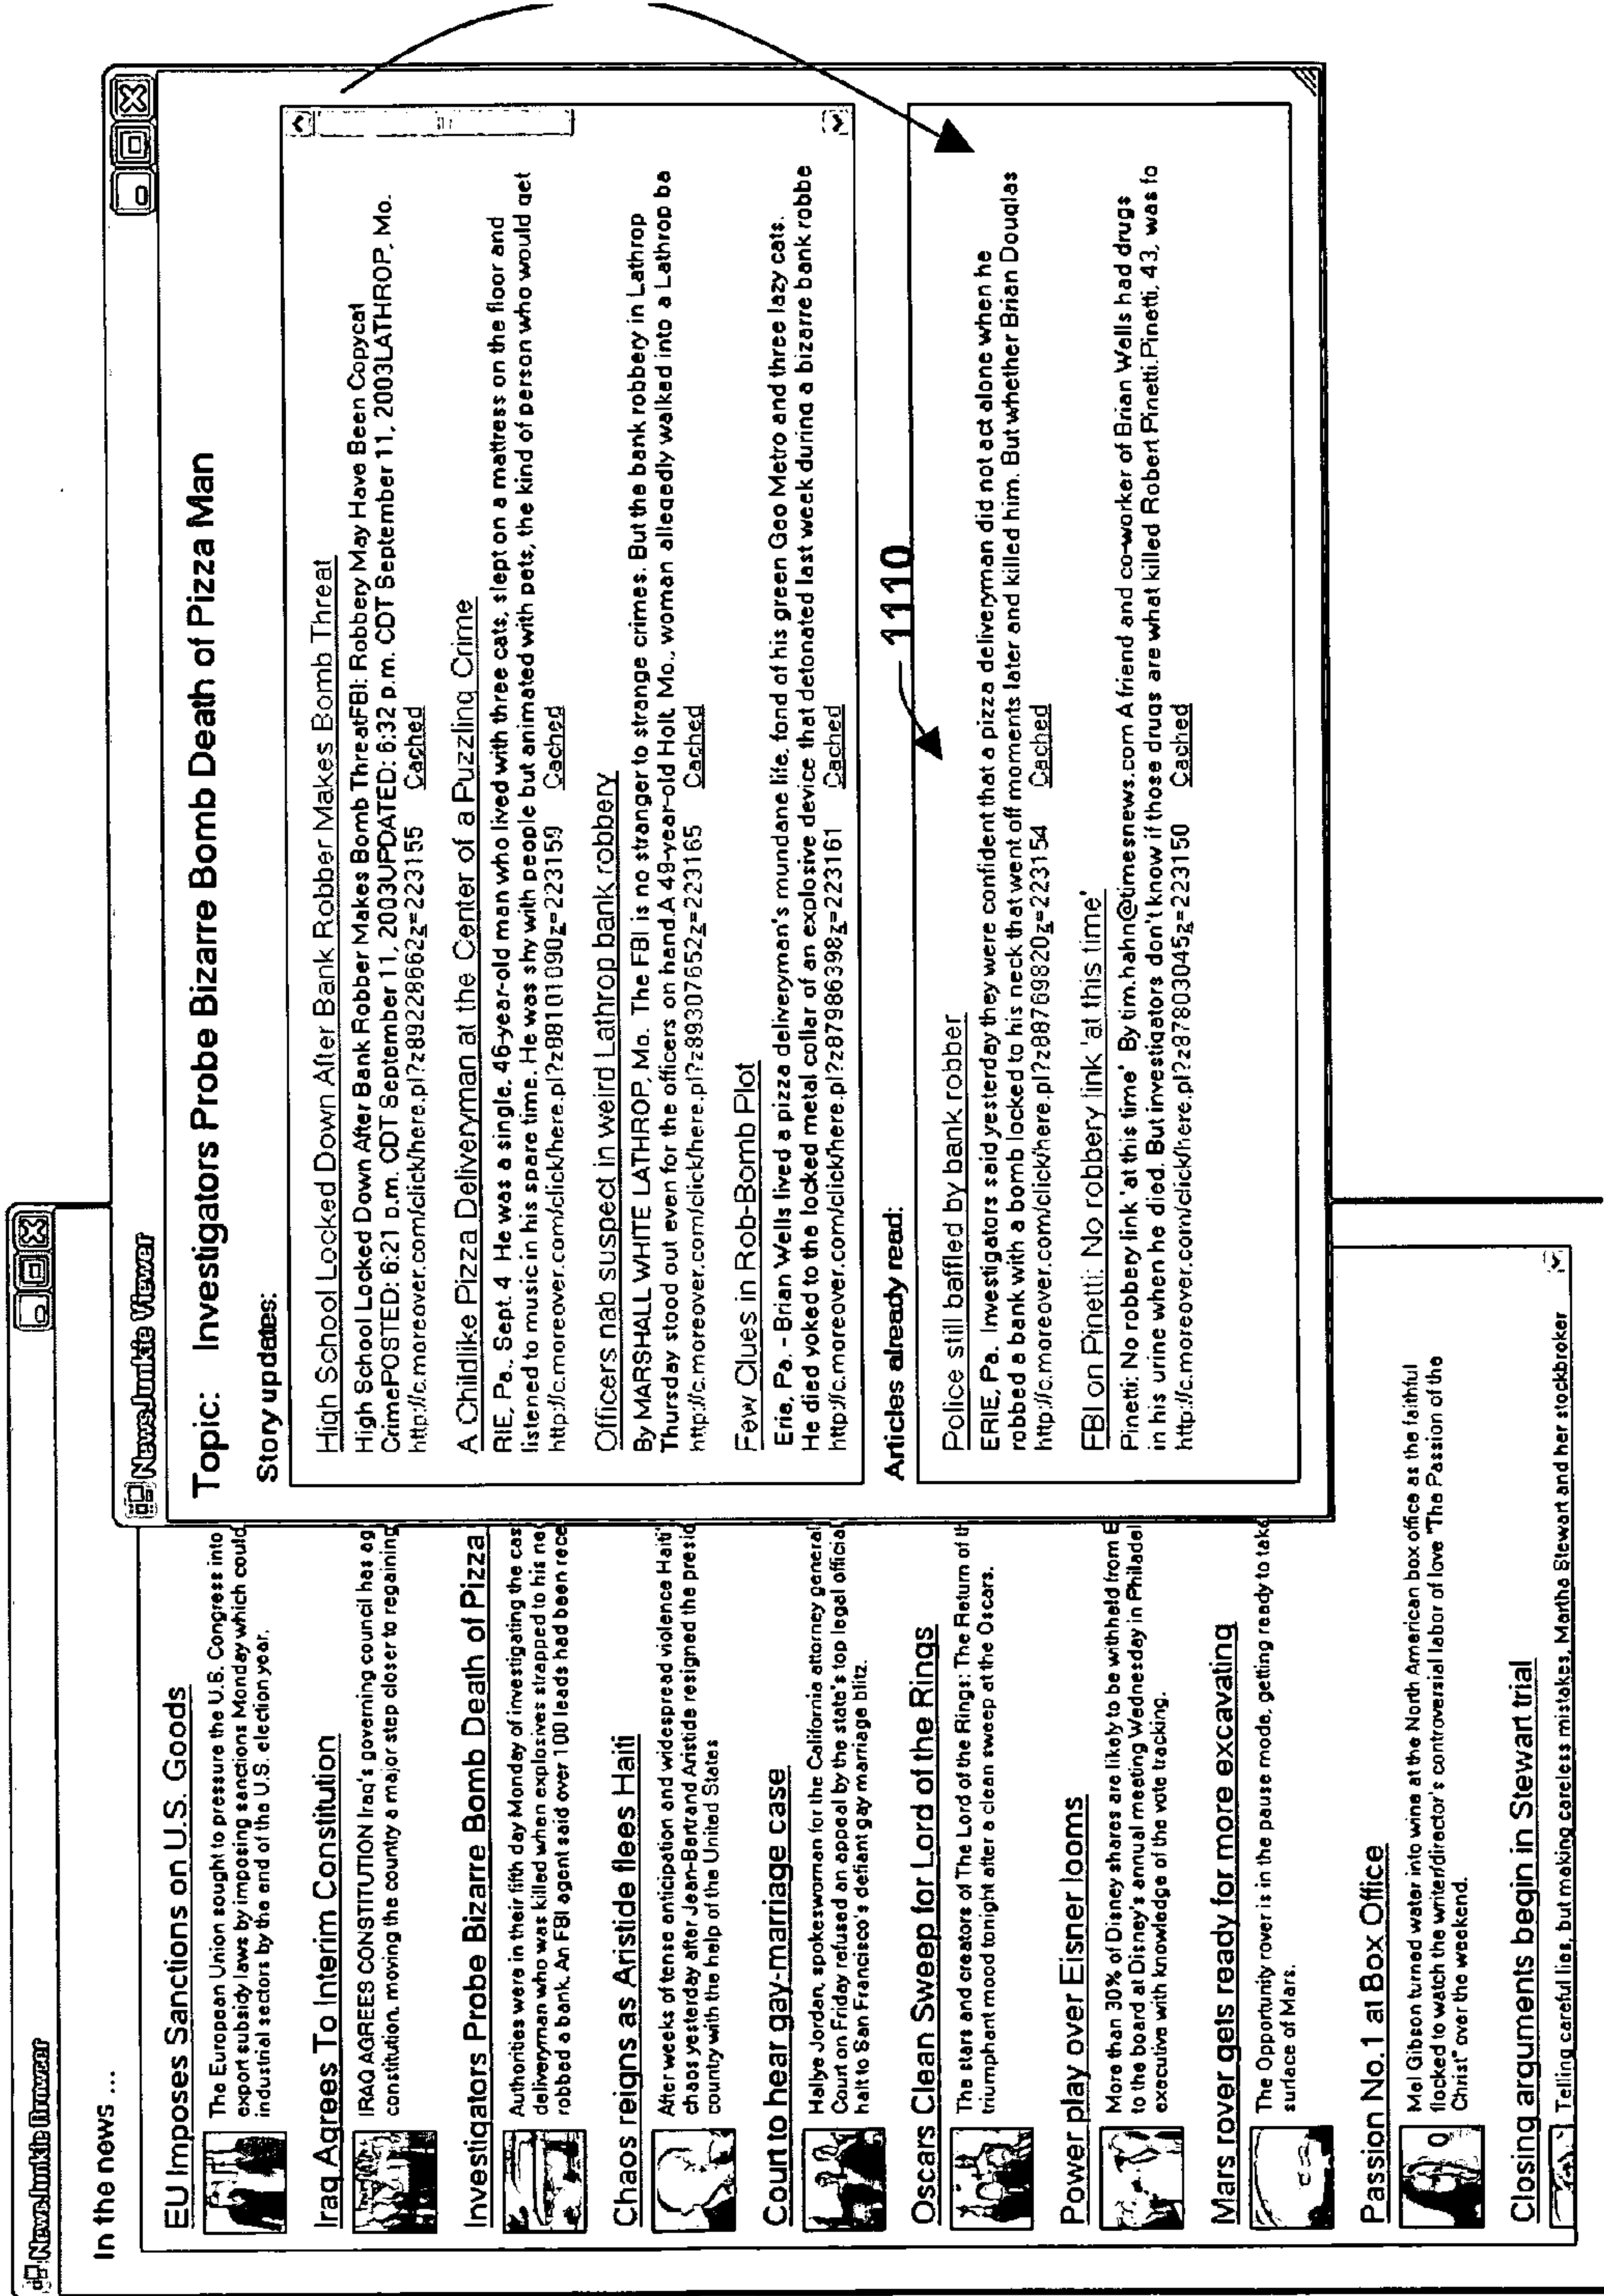 NewsJunkie Browser
In the news ...
EU Imposes Sanctions on U.S. Goods
The European Union sought to pressure the U.S. Congress into
export subsidy laws by imposing sanctions Monday which could
industrial sectors by the end of the U.S. election year.
Iraq Agrees To Interim Constitution
IRAQ AGREES CONSTITUTION Iraq's governing council has ag
constitution, moving the country a major step closer to regaining
Investigators Probe Bizarre Bomb Death of Pizza
Authorities were in their fifth day Monday of investigating the cas
deliveryman who was killed when explosives strapped to his ne
robbed a bank. An FBI agent said over 100 leads had been rece
Chaos reigns as Aristide flees Haiti
After weeks of tense anticipation and widespread violence Haiti
chaos yesterday after Jean-Bertrand Aristide resigned the presid
country with the help of the United States
Court to hear gay-marriage case
Hallye Jordan, spokeswoman for the California attorney general
Court on Friday refused an appeal by the state's top legal official
halt to San Francisco's defiant gay marriage blitz.
Oscars Clean Sweep for Lord of the Rings
The stars and creators of The Lord of the Rings: The Return of th
triumphant mood tonight after a clean sweep at the Oscars.
Power play over Eisner looms
More than 30% of Disney shares are likely to be withheld from E
to the board at Disney's annual meeting Wednesday in Philadel
executive with knowledge of the vote tracking.
Mars rover gets ready for more excavating
The Opportunity rover is in the pause mode, getting ready to take
surface of Mars.
Passion No.1 at Box Office
Mel Gibson turned water into wine at the North American box office as the faithful
flocked to watch the writer/director's controversial labor of love "The Passion of the
Christ" over the weekend.
Closing arguments begin in Stewart trial
Telling careful lies, but making careless mistakes, Martha Stewart and her stockbroker
NewsJunkie Viewer
Topic: Investigators Probe Bizarre Bomb Death of Pizza Man
Story updates:
High School Locked Down After Bank Robber Makes Bomb Threat
High School Locked Down After Bank Robber Makes Bomb ThreatFBI: Robbery May Have Been Copycat
CrimePOSTED: 6:21 p.m. CDT September 11, 2003UPDATED: 6:32 p.m. CDT September 11, 2003LATHROP, Mo.
http://c.moreover.com/click/here.pl?z89228662z=223155 Cached
A Childlike Pizza Deliveryman at the Center of a Puzzling Crime
RIE, Pa., Sept. 4 He was a single, 46-year-old man who lived with three cats, slept on a mattress on the floor and
listened to music in his spare time. He was shy with people but animated with pets, the kind of person who would get
http://c.moreover.com/click/here.pl?z88101090z=223159 Cached
Officers nab suspect in weird Lathrop bank robbery
By MARSHALL WHITE LATHROP, Mo. The FBI is no stranger to strange crimes. But the bank robbery in Lathrop
Thursday stood out even for the officers on hand.A 49-year-old Holt, Mo., woman allegedly walked into a Lathrop ba
http://c.moreover.com/click/here.pl?z89307652z=223165 Cached
Few Clues in Rob-Bomb Plot
Erie, Pa. - Brian Wells lived a pizza deliveryman's mundane life, fond of his green Geo Metro and three lazy cats.
He died yoked to the locked metal collar of an explosive device that detonated last week during a bizarre bank robbe
http://c.moreover.com/click/here.pl?z87986398z=223161 Cached
Articles already read:
1110
Police still baffled by bank robber
ERIE, Pa. Investigators said yesterday they were confident that a pizza deliveryman did not act alone when he
robbed a bank with a bomb locked to his neck that went off moments later and killed him. But whether Brian Douglas
http://c.moreover.com/click/here.pl?z88769820z=223154 Cached
FBI on Pinetti: No robbery link 'at this time'
Pinetti: No robbery link 'at this time' By tim.hahn@timesnews.com A friend and co-worker of Brian Wells had drugs
in his urine when he died. But investigators don't know if those drugs are what killed Robert Pinetti.Pinetti, 43, was fo
http://c.moreover.com/click/here.pl?z87803045z=223150 Cached